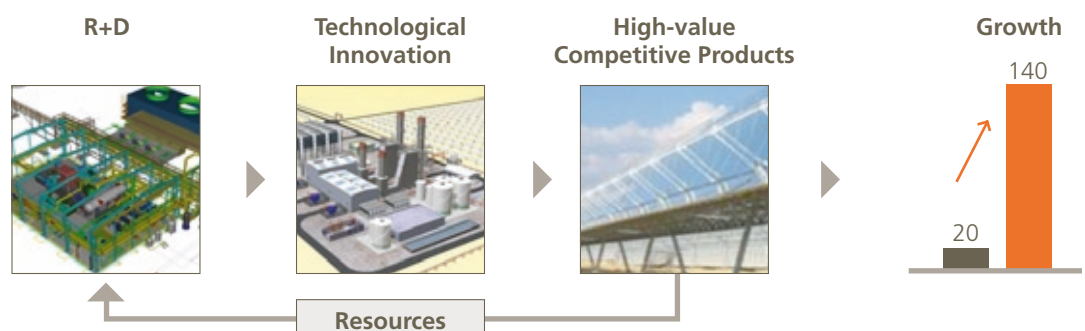 R+D
Technological
Innovation
High-value
Competitive Products
Growth
140
20
Resources